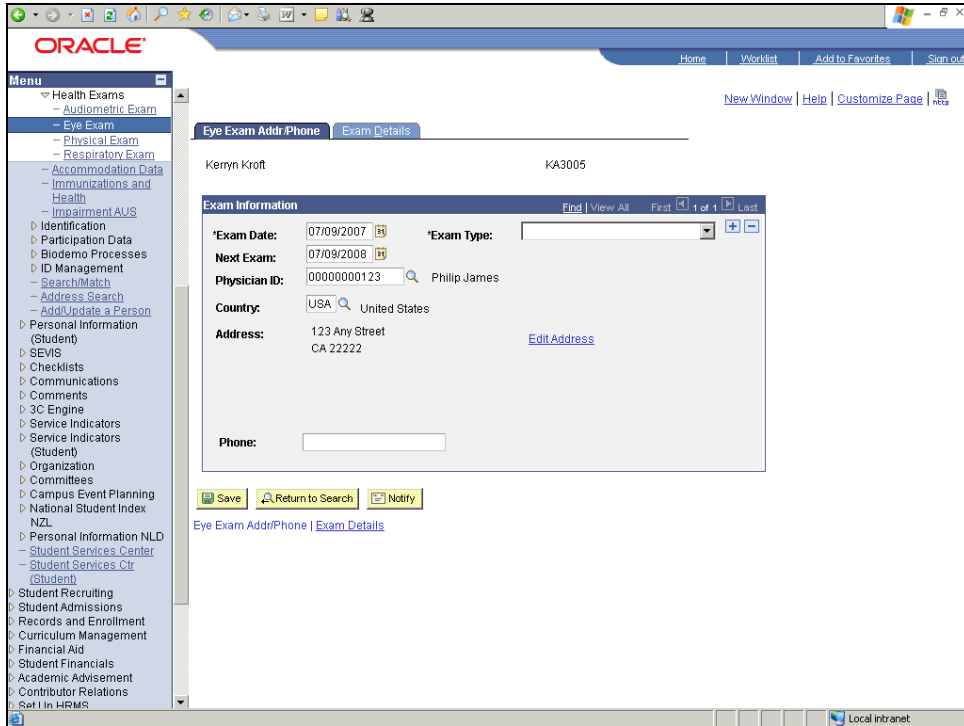 ORACLE'
Home | Worklist | Add to Favorites | Sign out
Menu
Health Exams
Audiometric Exam
Eye Exam
Physical Exam
Respiratory Exam
Accommodation Data
Immunizations and
Health
Impairment AUS
Identification
Participation Data
Biodemo Processes
ID Management
Search/Match
Address Search
Add/Update a Person
Personal Information
(Student)
SEVIS
Checklists
Communications
Comments
3C Engine
Service Indicators
Service Indicators
(Student)
Organization
Committees
Campus Event Planning
National Student Index
NZL
Personal Information NLD
Student Services Center
Student Services Ctr
(Student)
Student Recruiting
Student Admissions
Records and Enrollment
Curriculum Management
Financial Aid
Student Financials
Academic Advisement
Contributor Relations
Set Up HRMS
New Window | Help | Customize Page | http
Eye Exam Addr/Phone Exam Details
Kerryn Kroft KA3005
Exam Information Find | View All First 1 of 1 Last
*Exam Date: 07/09/2007 *Exam Type:
Next Exam: 07/09/2008
Physician ID: 00000000123 Philip James
Country: USA United States
Address: 123 Any Street Edit Address
CA 22222
Phone:
Save Return to Search Notify
Eye Exam Addr/Phone | Exam Details
Local intranet